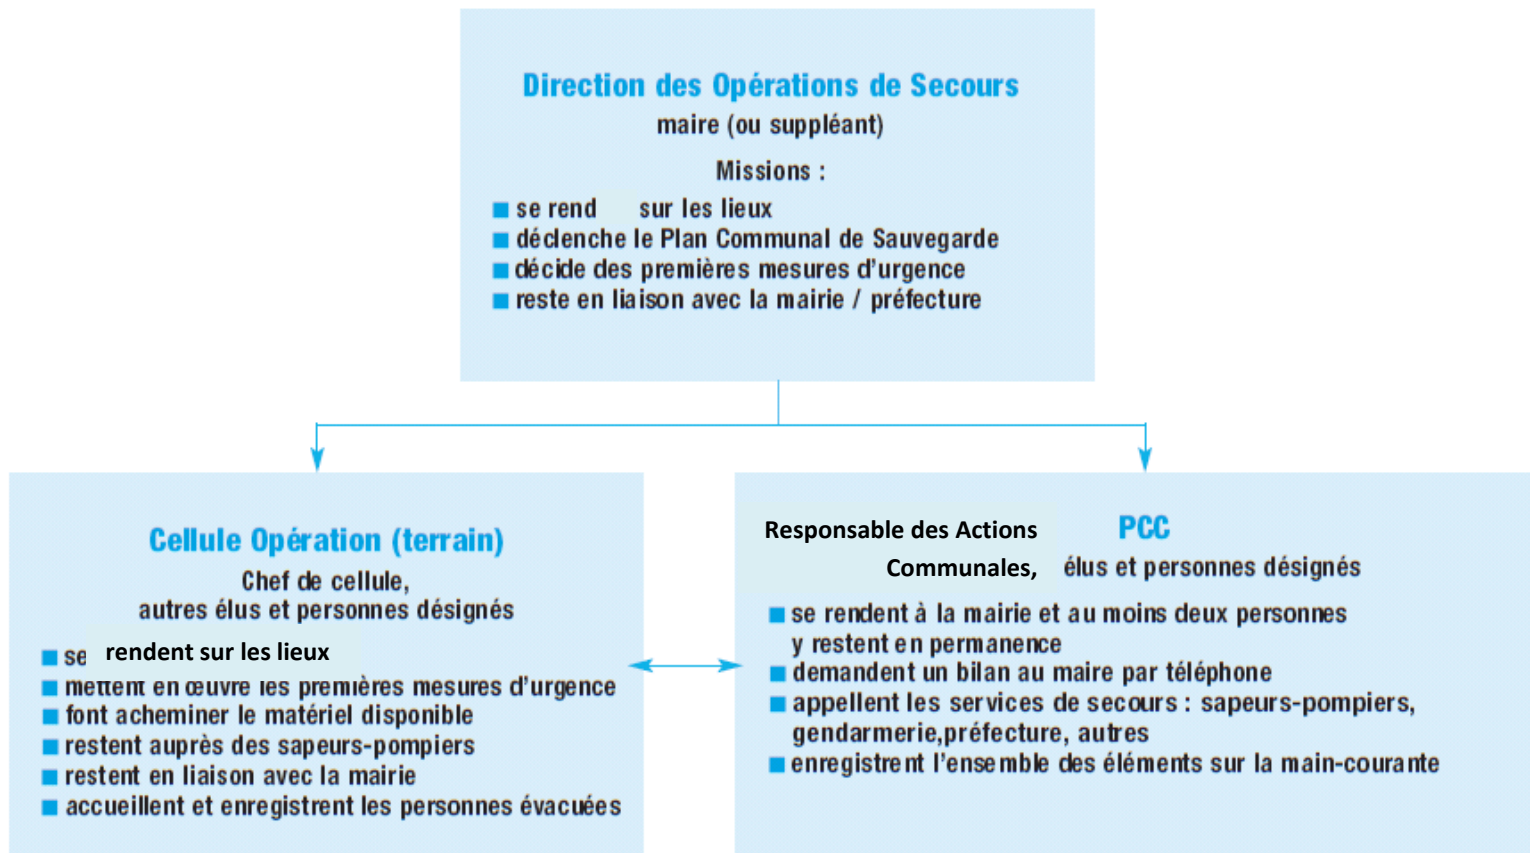 Direction des Opérations de Secours
maire (ou suppléant)
Missions :
■ se rend sur les lieux
■ déclenche le Plan Communal de Sauvegarde
■ décide des premières mesures d'urgence
■ reste en liaison avec la mairie / préfecture
Cellule Opération (terrain)
Chef de cellule,
autres élus et personnes désignés
■ se rendent sur les lieux
■ mettent en œuvre les premières mesures d'urgence
■ font acheminer le matériel disponible
■ restent auprès des sapeurs-pompiers
■ restent en liaison avec la mairie
■ accueillent et enregistrent les personnes évacuées
PCC
Responsable des Actions
Communales, élus et personnes désignés
■ se rendent à la mairie et au moins deux personnes
y restent en permanence
■ demandent un bilan au maire par téléphone
■ appellent les services de secours : sapeurs-pompiers,
gendarmerie,préfecture, autres
■ enregistrent l'ensemble des éléments sur la main-courante